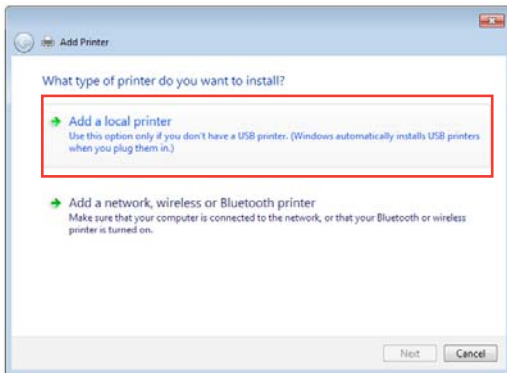 Add Printer
What type of printer do you want to install?
Add a local printer
Use this option only if you don't have a USB printer. (Windows automatically installs USB printers
when you plug them in.)
Add a network, wireless or Bluetooth printer
Make sure that your computer is connected to the network, or that your Bluetooth or wireless
printer is turned on.
Next Cancel